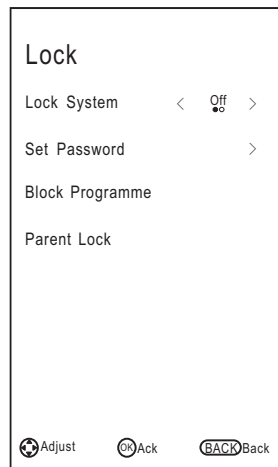 Lock
Lock System < Off >
Set Password >
Block Programme
Parent Lock
Adjust OK Ack BACK Back